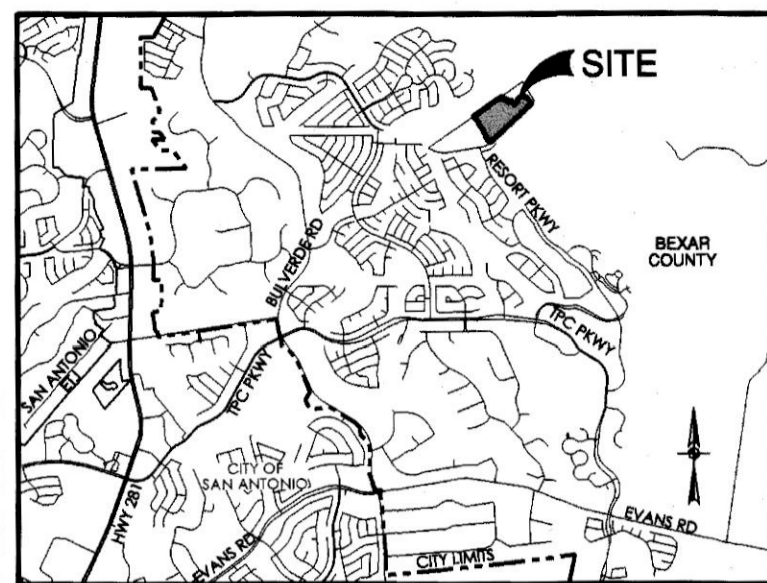 SITE
RESORT PKWY
BEXAR
COUNTY
BULVERDE RD
SAN ANTONIO
ETJ
TPC PKWY
TPC PKWY
CITY OF
SAN ANTONIO
HWY 281
EVANS RD
EVANS RD
CITY LIMITS